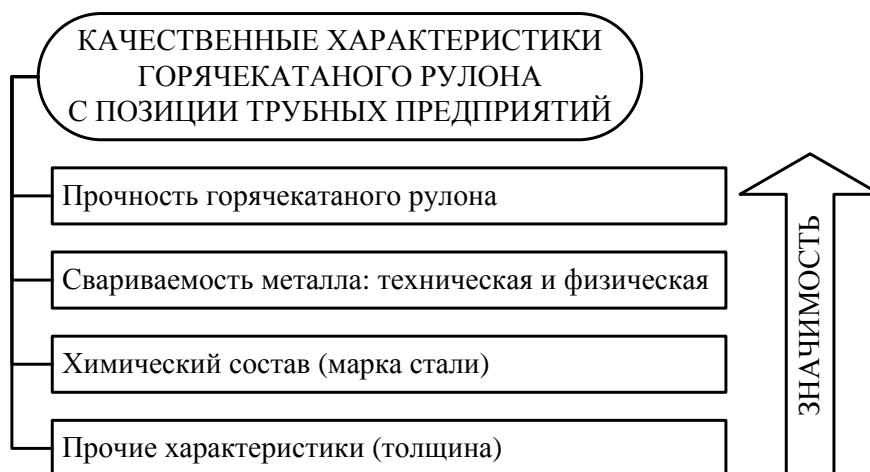 КАЧЕСТВЕННЫЕ ХАРАКТЕРИСТИКИ
ГОРЯЧЕКАТАНОГО РУЛОНА
С ПОЗИЦИИ ТРУБНЫХ ПРЕДПРИЯТИЙ
Прочность горячекатаного рулона
Свариваемость металла: техническая и физическая
Химический состав (марка стали)
Прочие характеристики (толщина)
ЗНАЧИМОСТЬ